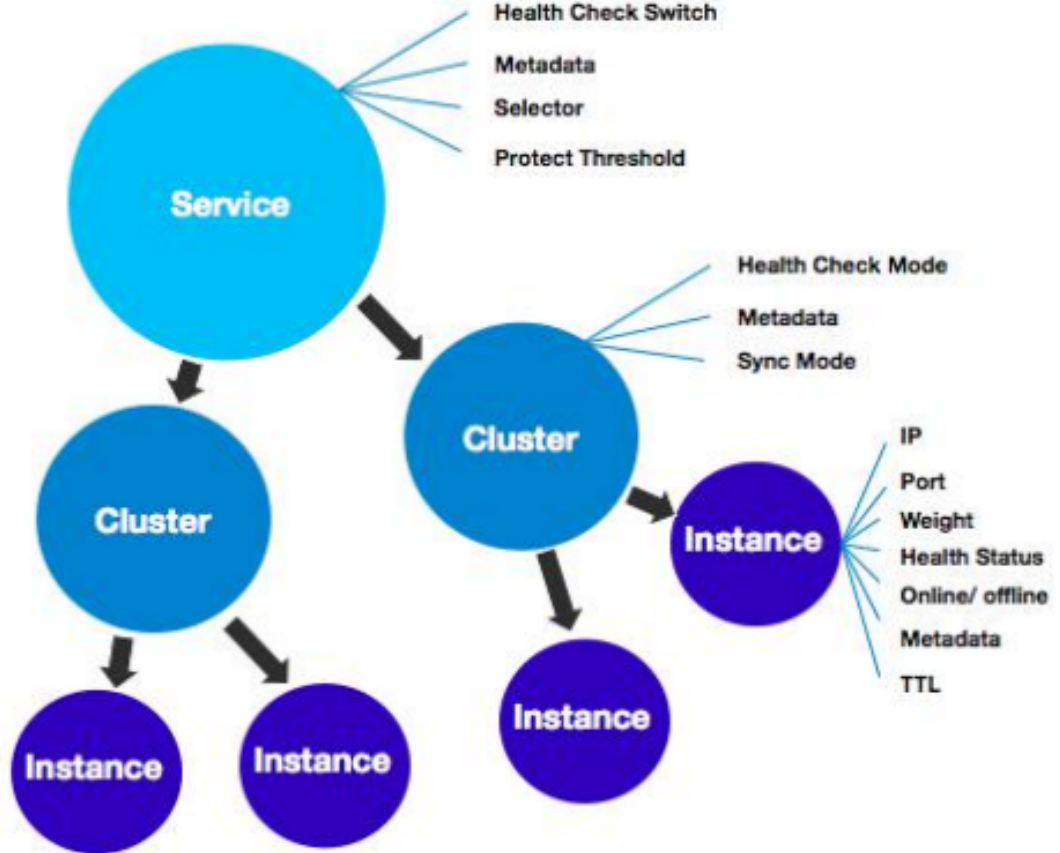 Health Check Switch
Metadata
Selector
Protect Threshold
Service
Health Check Mode
Metadata
Sync Mode
Cluster
Cluster
IP
Port
Weight
Health Status
Online/ offline
Metadata
TTL
Instance
Instance
Instance
Instance